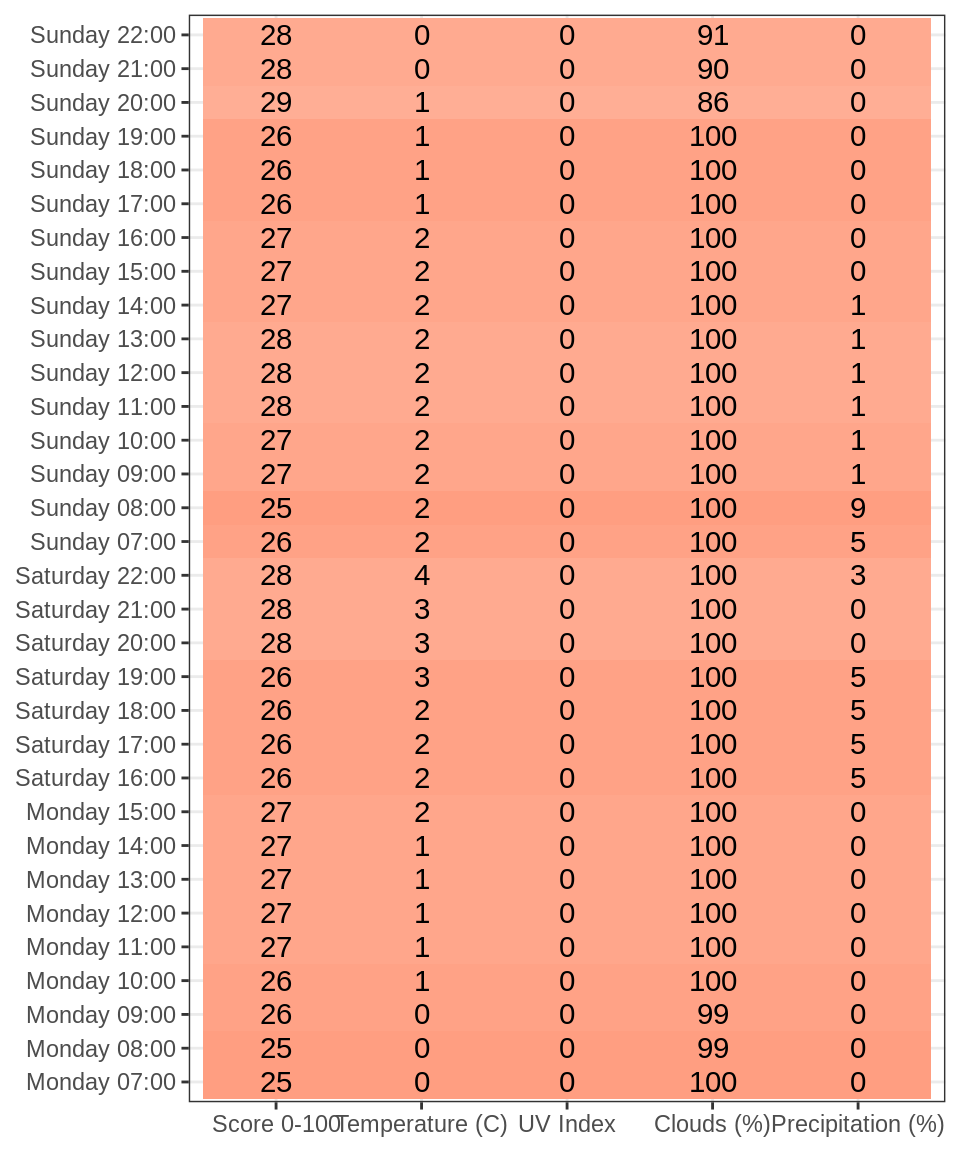 Sunday 22:00 28 0 0 91 0
Sunday 21:00 28 0 0 90 0
Sunday 20:00 29 1 0 86 0
Sunday 19:00 26 1 0 100 0
Sunday 18:00 26 1 0 100 0
Sunday 17:00 26 1 0 100 0
Sunday 16:00 27 2 0 100 0
Sunday 15:00 27 2 0 100 0
Sunday 14:00 27 2 0 100 1
Sunday 13:00 28 2 0 100 1
Sunday 12:00 28 2 0 100 1
Sunday 11:00 28 2 0 100 1
Sunday 10:00 27 2 0 100 1
Sunday 09:00 27 2 0 100 1
Sunday 08:00 25 2 0 100 9
Sunday 07:00 26 2 0 100 5
Saturday 22:00 28 4 0 100 3
Saturday 21:00 28 3 0 100 0
Saturday 20:00 28 3 0 100 0
Saturday 19:00 26 3 0 100 5
Saturday 18:00 26 2 0 100 5
Saturday 17:00 26 2 0 100 5
Saturday 16:00 26 2 0 100 5
Monday 15:00 27 2 0 100 0
Monday 14:00 27 1 0 100 0
Monday 13:00 27 1 0 100 0
Monday 12:00 27 1 0 100 0
Monday 11:00 27 1 0 100 0
Monday 10:00 26 1 0 100 0
Monday 09:00 26 0 0 99 0
Monday 08:00 25 0 0 99 0
Monday 07:00 25 0 0 100 0
Score 0-100 Temperature (C) UV Index Clouds (%) Precipitation (%)